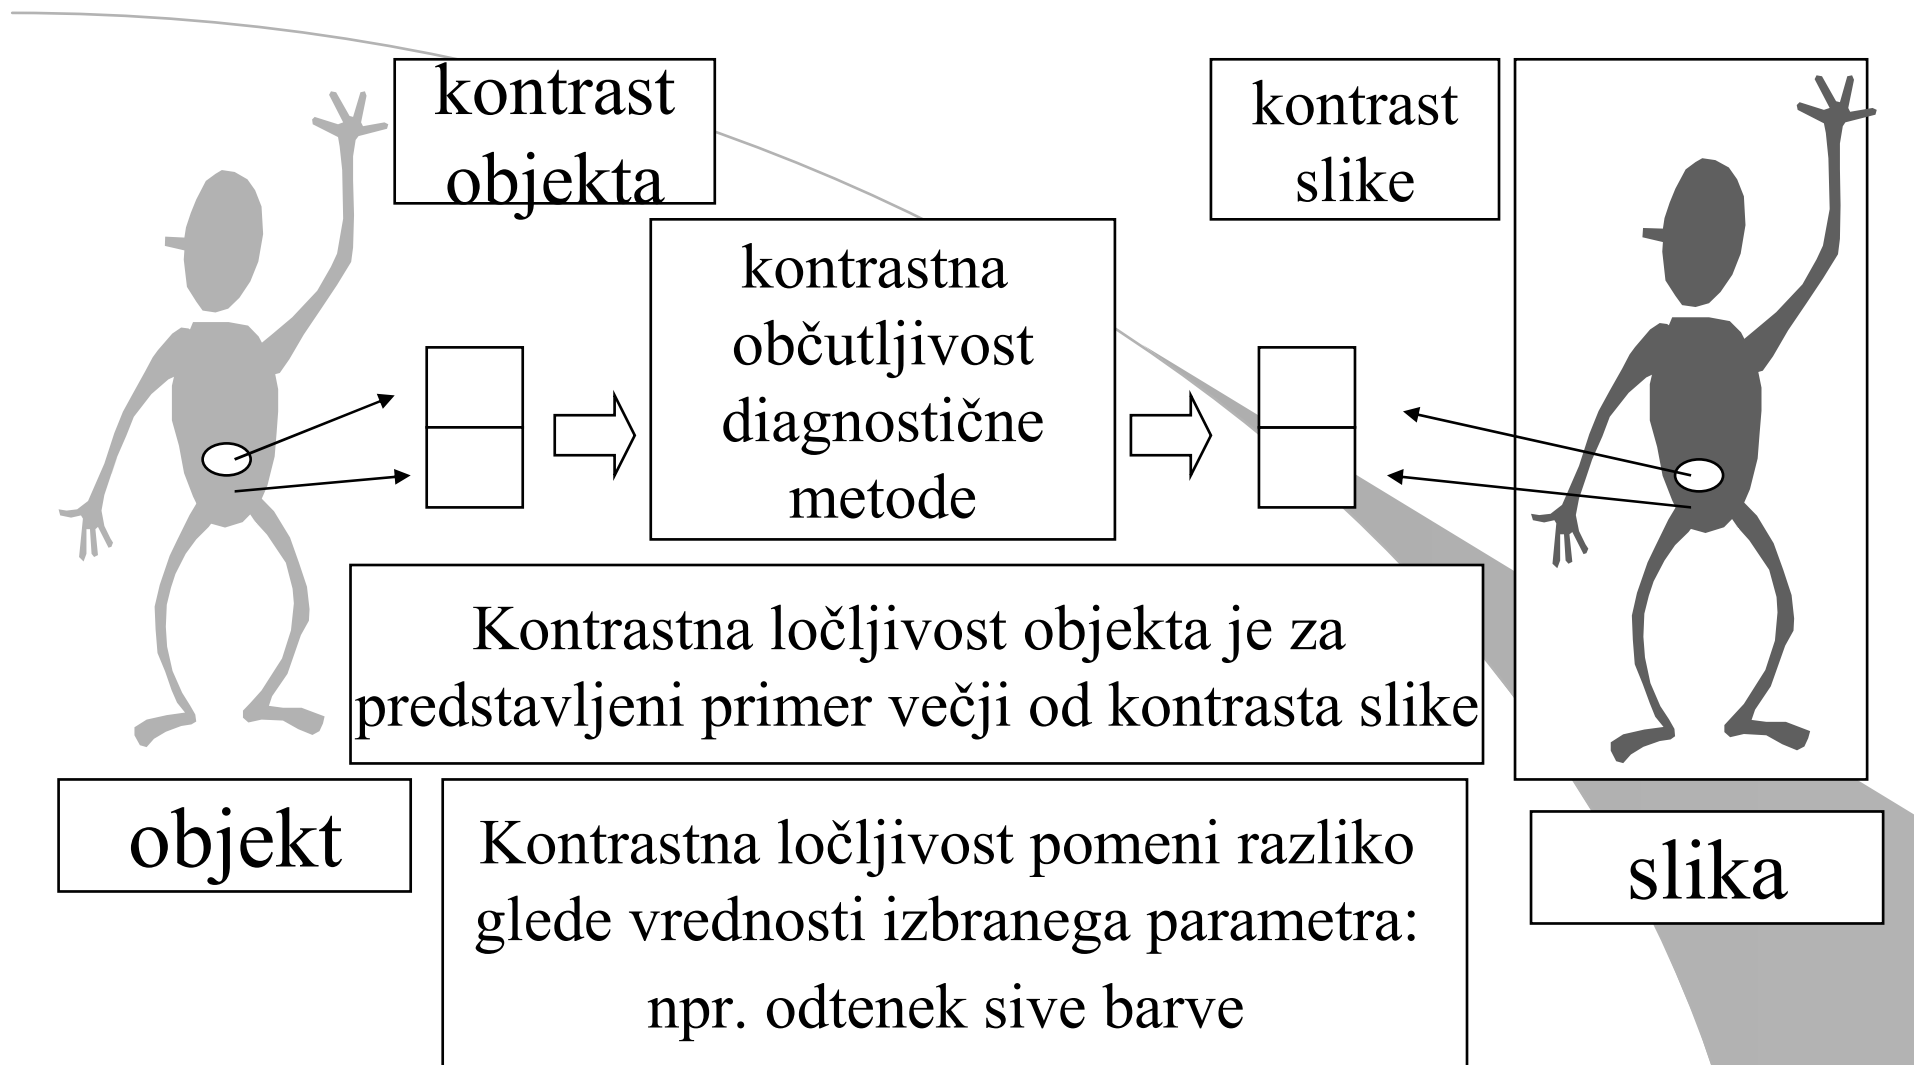 kontrast
objekta
kontrast
slike
kontrastna
občutljivost
diagnostične
metode
Kontrastna ločljivost objekta je za
predstavljeni primer večji od kontrasta slike
objekt
Kontrastna ločljivost pomeni razliko
glede vrednosti izbranega parametra:
npr. odtenek sive barve
slika